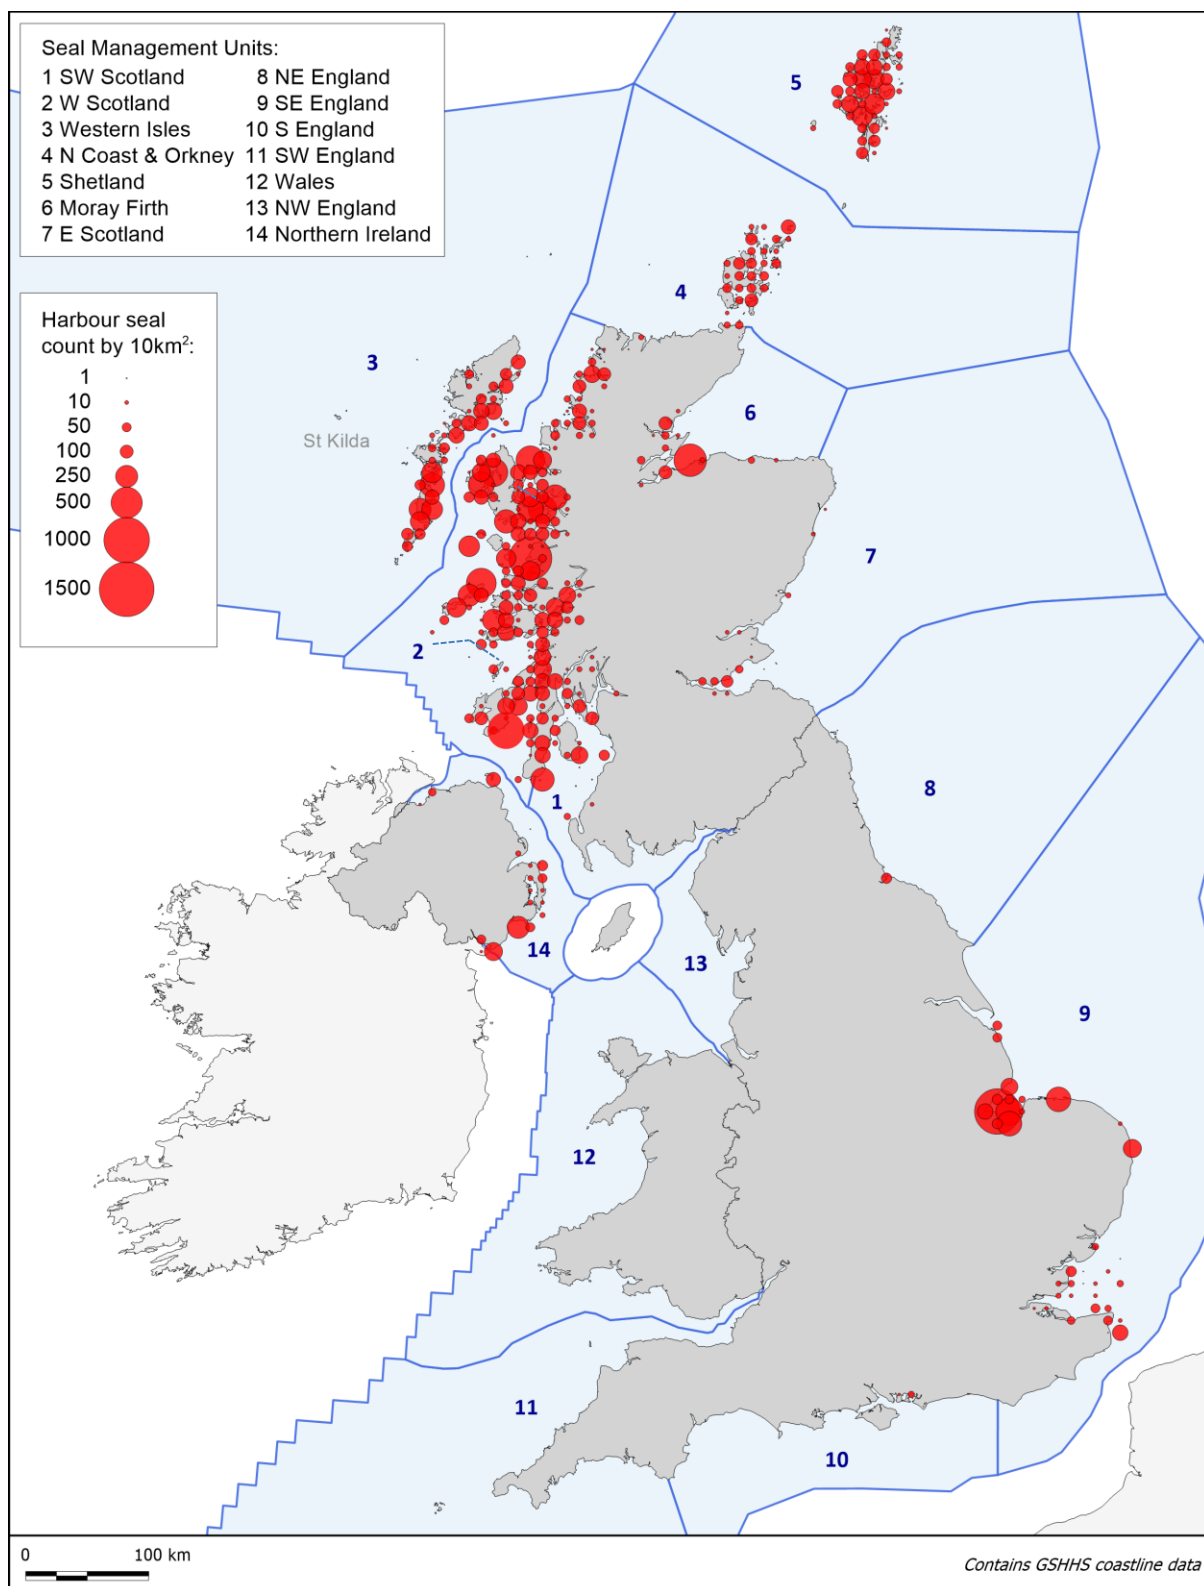 Seal Management Units:
1 SW Scotland 8 NE England
2 W Scotland 9 SE England
3 Western Isles 10 S England
4 N Coast & Orkney 11 SW England
5 Shetland 12 Wales
6 Moray Firth 13 NW England
7 E Scotland 14 Northern Ireland
Harbour seal
count by 10km²:
1
10
50
100
250
500
1000
1500
5
4
3
St Kilda
6
7
2
8
1
14
13
9
12
11
10
0 100 km
Contains GSHHS coastline data